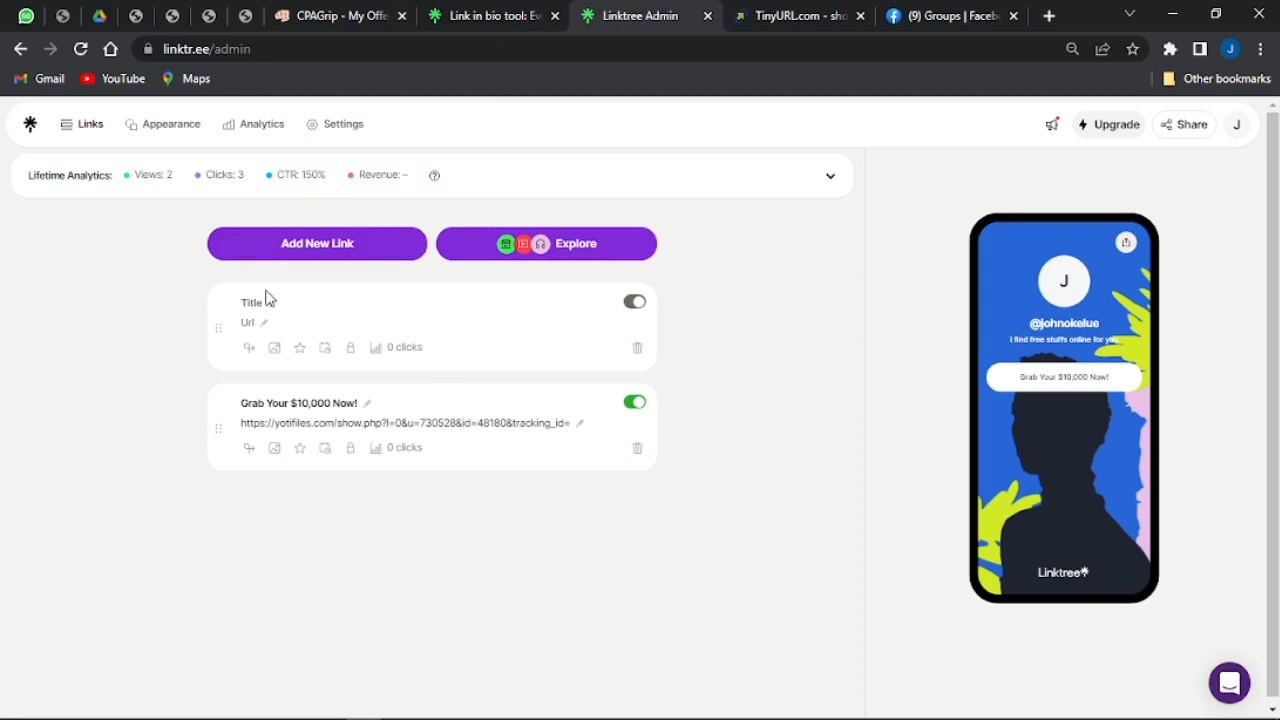 CPAGrip - My Offe
Link in bio tool: Eve
Linktree Admin
TinyURL.com - sho
(9) Groups | Faceb
linktr.ee/admin
J
Gmail
YouTube
Maps
Other bookmarks
Links
Appearance
Analytics
Settings
Upgrade
Share
J
Lifetime Analytics:
Views: 2
Clicks: 3
CTR: 150%
Revenue: –
Add New Link
Explore
Title
Url
0 clicks
Grab Your $10,000 Now!
https://yotifiles.com/show.php?l=0&u=730528&id=48180&tracking_id=
0 clicks
J
@johnokelue
i find free stuffs online for you
Grab Your $10,000 Now!
Linktree